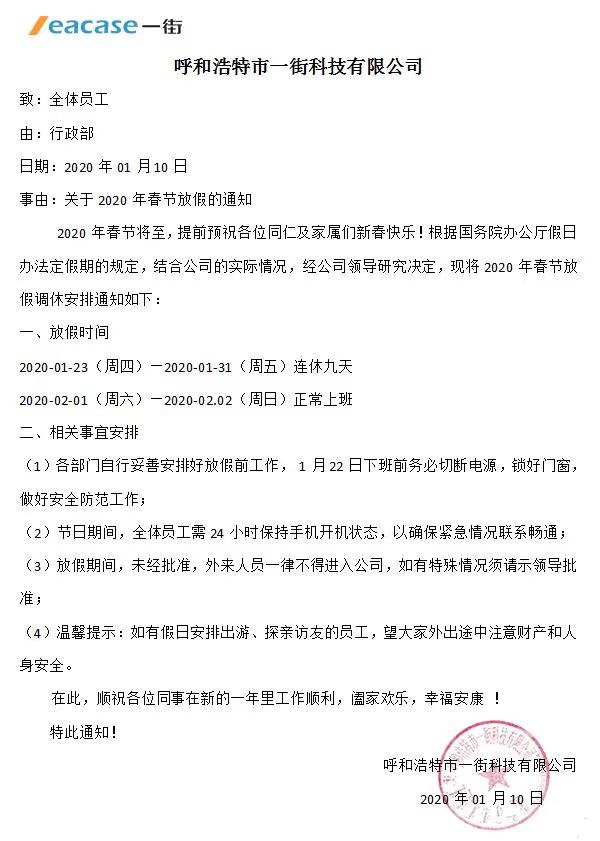 Yeacase一街
呼和浩特市一街科技有限公司
致：全体员工
由：行政部
日期：2020 年 01 月 10 日
事由：关于 2020 年春节放假的通知
2020 年春节将至，提前预祝各位同仁及家属们新春快乐！根据国务院办公厅假日
办法定假期的规定，结合公司的实际情况，经公司领导研究决定，现将 2020 年春节放
假调休安排通知如下：
一、放假时间
2020-01-23（周四）—2020-01-31（周五）连休九天
2020-02-01（周六）—2020-02.02（周日）正常上班
二、相关事宜安排
（1）各部门自行妥善安排好放假前工作， 1 月 22 日下班前务必切断电源，锁好门窗，
做好安全防范工作；
（2）节日期间，全体员工需 24 小时保持手机开机状态，以确保紧急情况联系畅通；
（3）放假期间，未经批准，外来人员一律不得进入公司，如有特殊情况须请示领导批
准；
（4）温馨提示：如有假日安排出游、探亲访友的员工，望大家外出途中注意财产和人
身安全。
在此，顺祝各位同事在新的一年里工作顺利，阖家欢乐，幸福安康 ！
特此通知！
呼和浩特市一街科技有限公司
2020 年 01 月 10 日